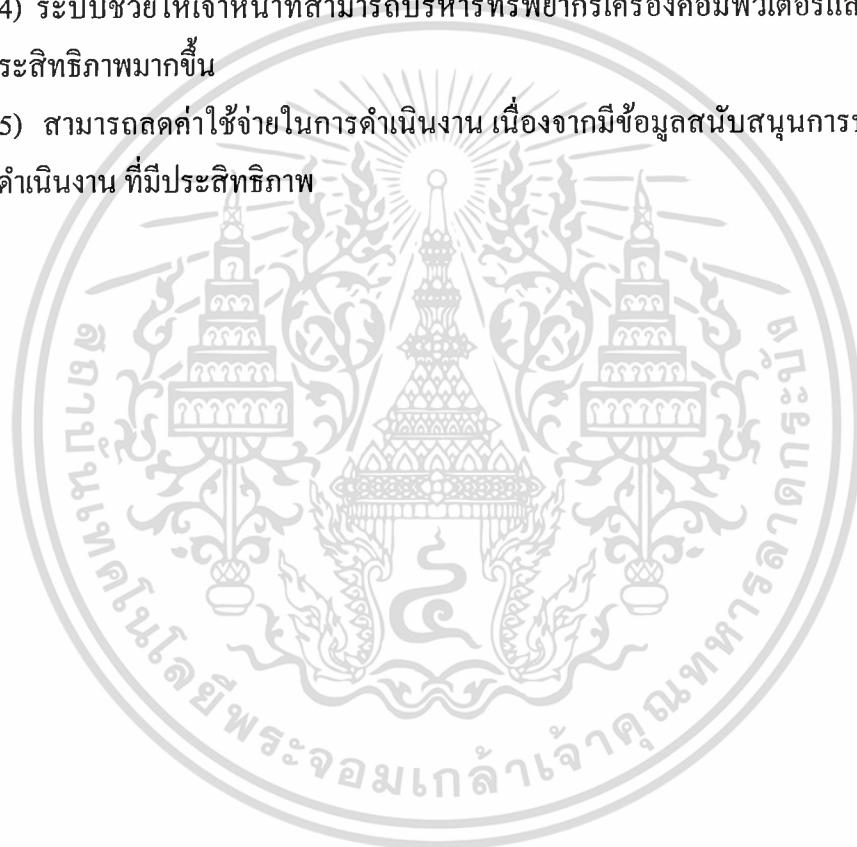 4) ระบบช่วยให้เจ้าหน้าที่สามารถบริหารทรัพยากรเครื่องคอมพิวเตอร์และ
ระสิทธิภาพมากขึ้น
5) สามารถลดค่าใช้จ่ายในการดำเนินงาน เนื่องจากมีข้อมูลสนับสนุนการ
ดำเนินงาน ที่มีประสิทธิภาพ
สถาบันเทคโนโลยีพระจอมเกล้าเจ้าคุณทหารลาดกระบัง